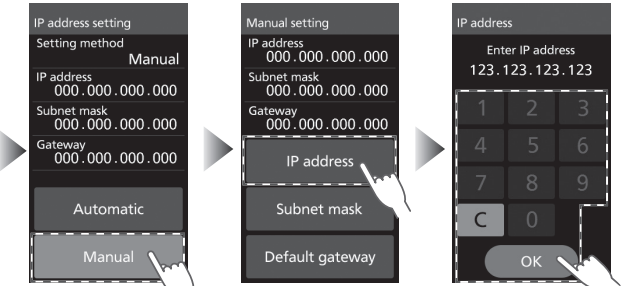 IP address setting
Setting method
Manual
IP address
000.000.000.000
Subnet mask
000.000.000.000
Gateway
000.000.000.000
Automatic
Manual
Manual setting
IP address
000.000.000.000
Subnet mask
000.000.000.000
Gateway
000.000.000.000
IP address
Subnet mask
Default gateway
IP address
Enter IP address
123.123.123.123
1 2 3
4 5 6
7 8 9
C 0
OK